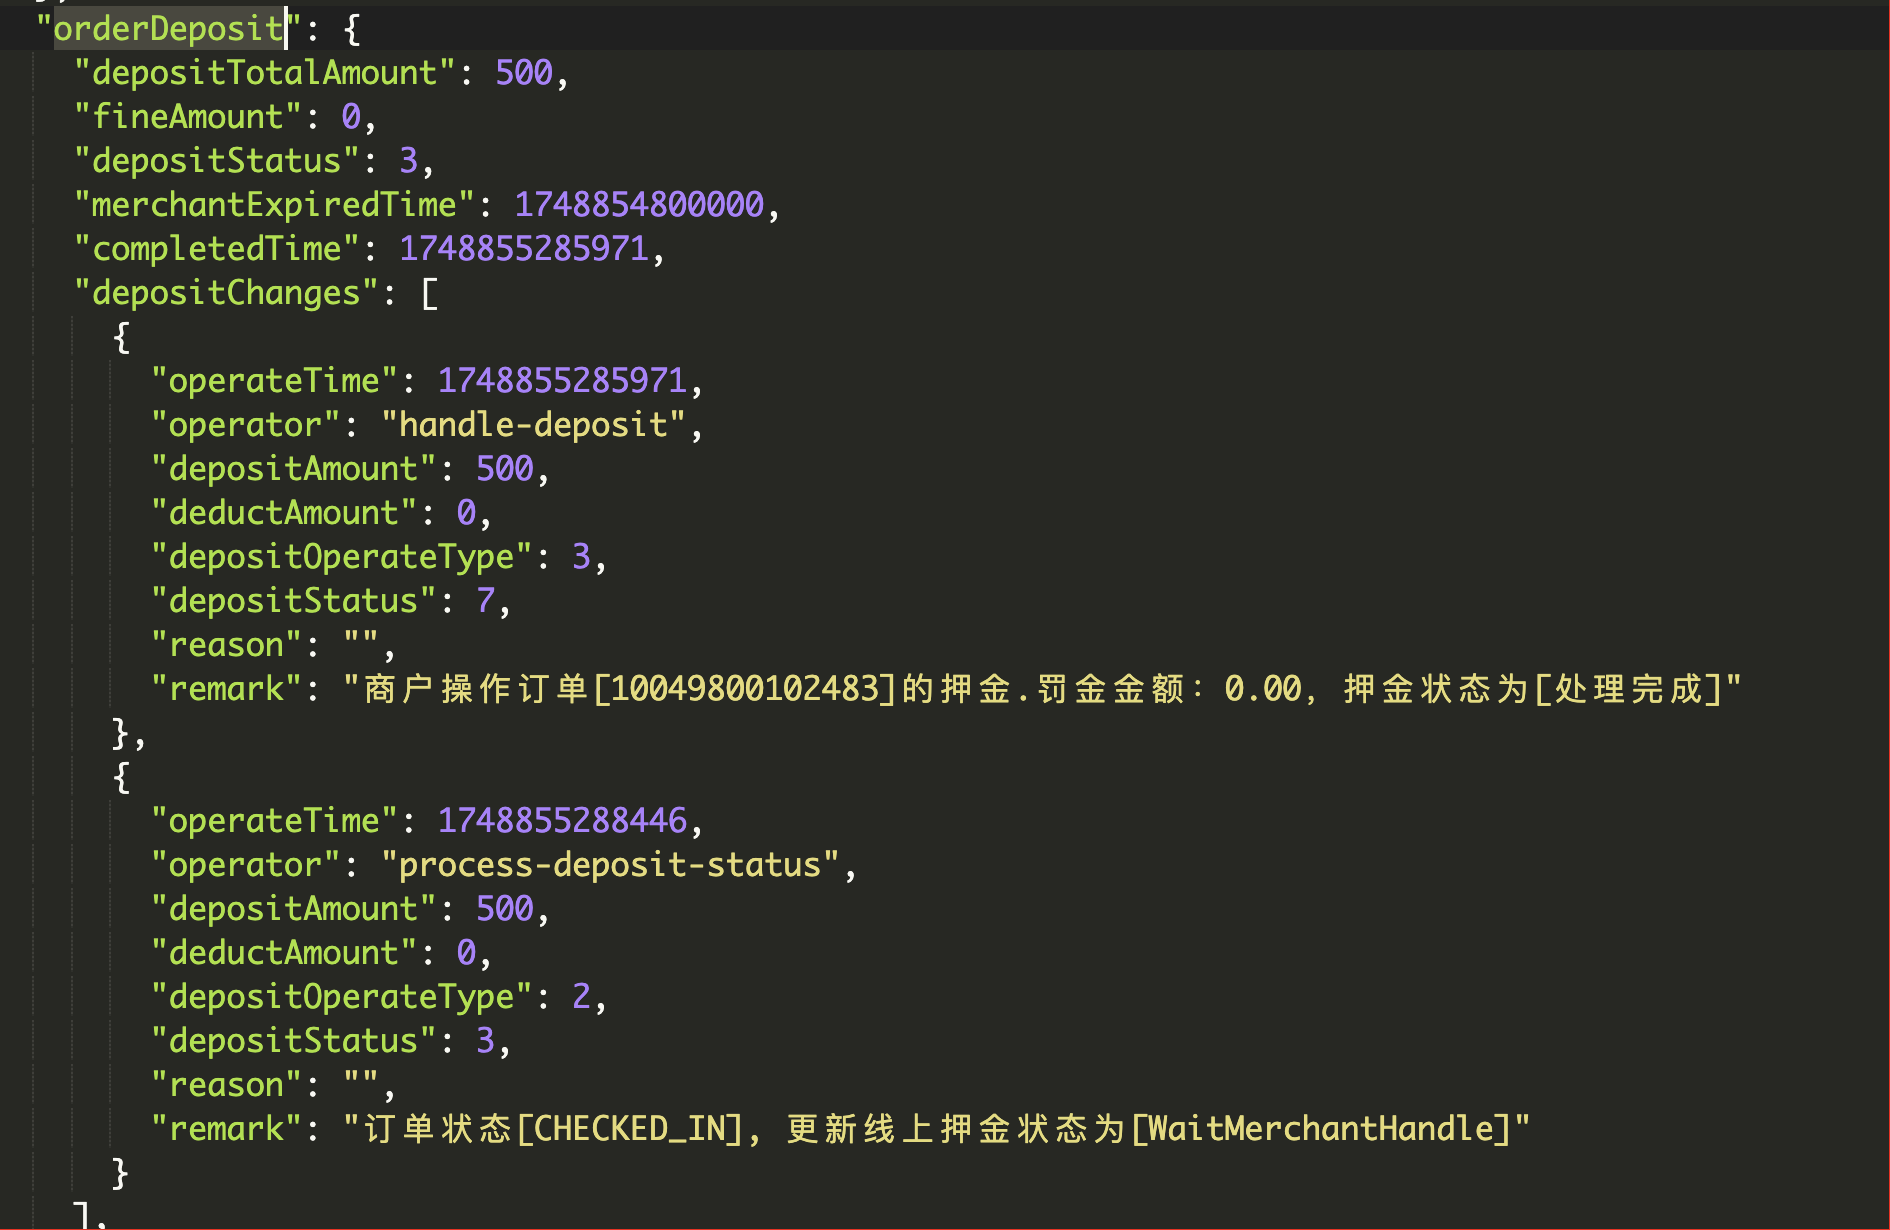 "orderDeposit": {
"depositTotalAmount": 500,
"fineAmount": 0,
"depositStatus": 3,
"merchantExpiredTime": 1748854800000,
"completedTime": 1748855285971,
"depositChanges": [
{
"operateTime": 1748855285971,
"operator": "handle-deposit",
"depositAmount": 500,
"deductAmount": 0,
"depositOperateType": 3,
"depositStatus": 7,
"reason": "",
"remark": "商户操作订单[10049800102483]的押金.罚金金额：0.00, 押金状态为[处理完成]"
},
{
"operateTime": 1748855288446,
"operator": "process-deposit-status",
"depositAmount": 500,
"deductAmount": 0,
"depositOperateType": 2,
"depositStatus": 3,
"reason": "",
"remark": "订单状态[CHECKED_IN], 更新线上押金状态为[WaitMerchantHandle]"
}
],